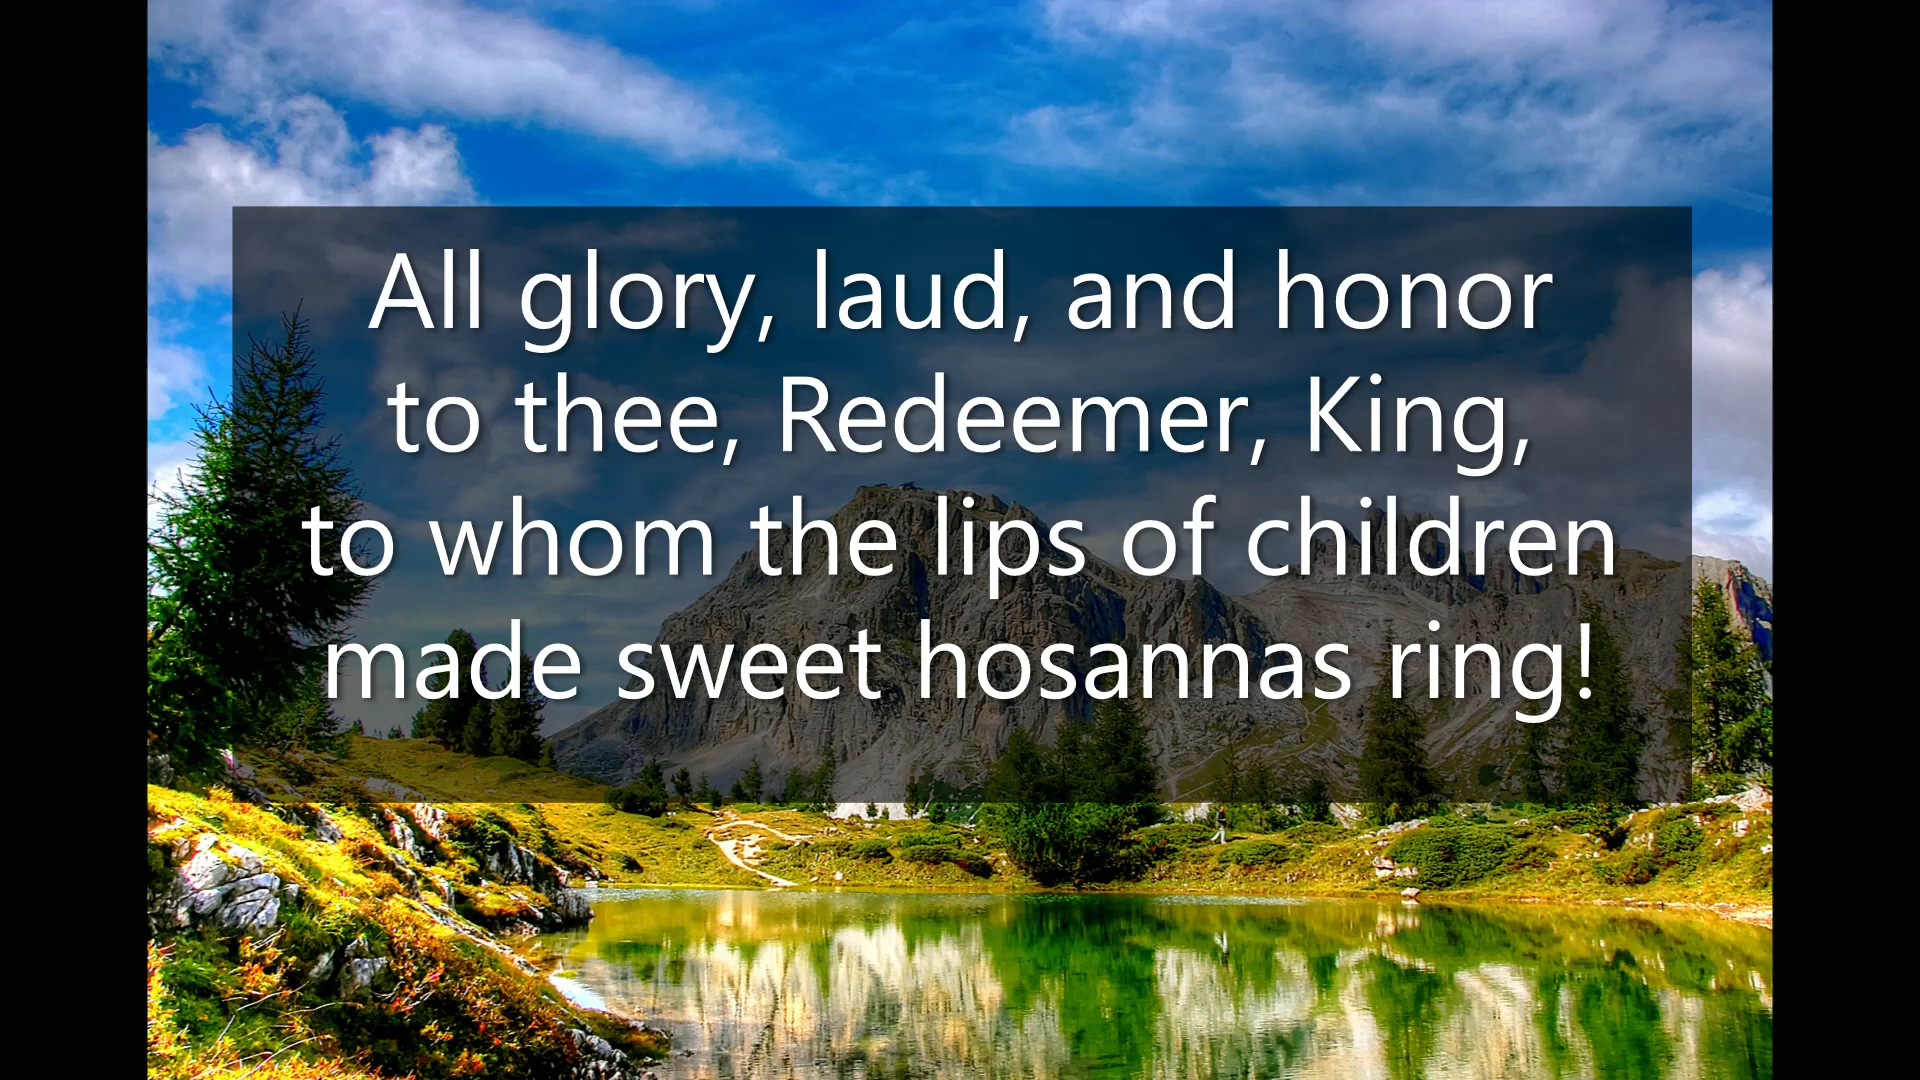 All glory, laud, and honor
to thee, Redeemer, King,
to whom the lips of children
made sweet hosannas ring!